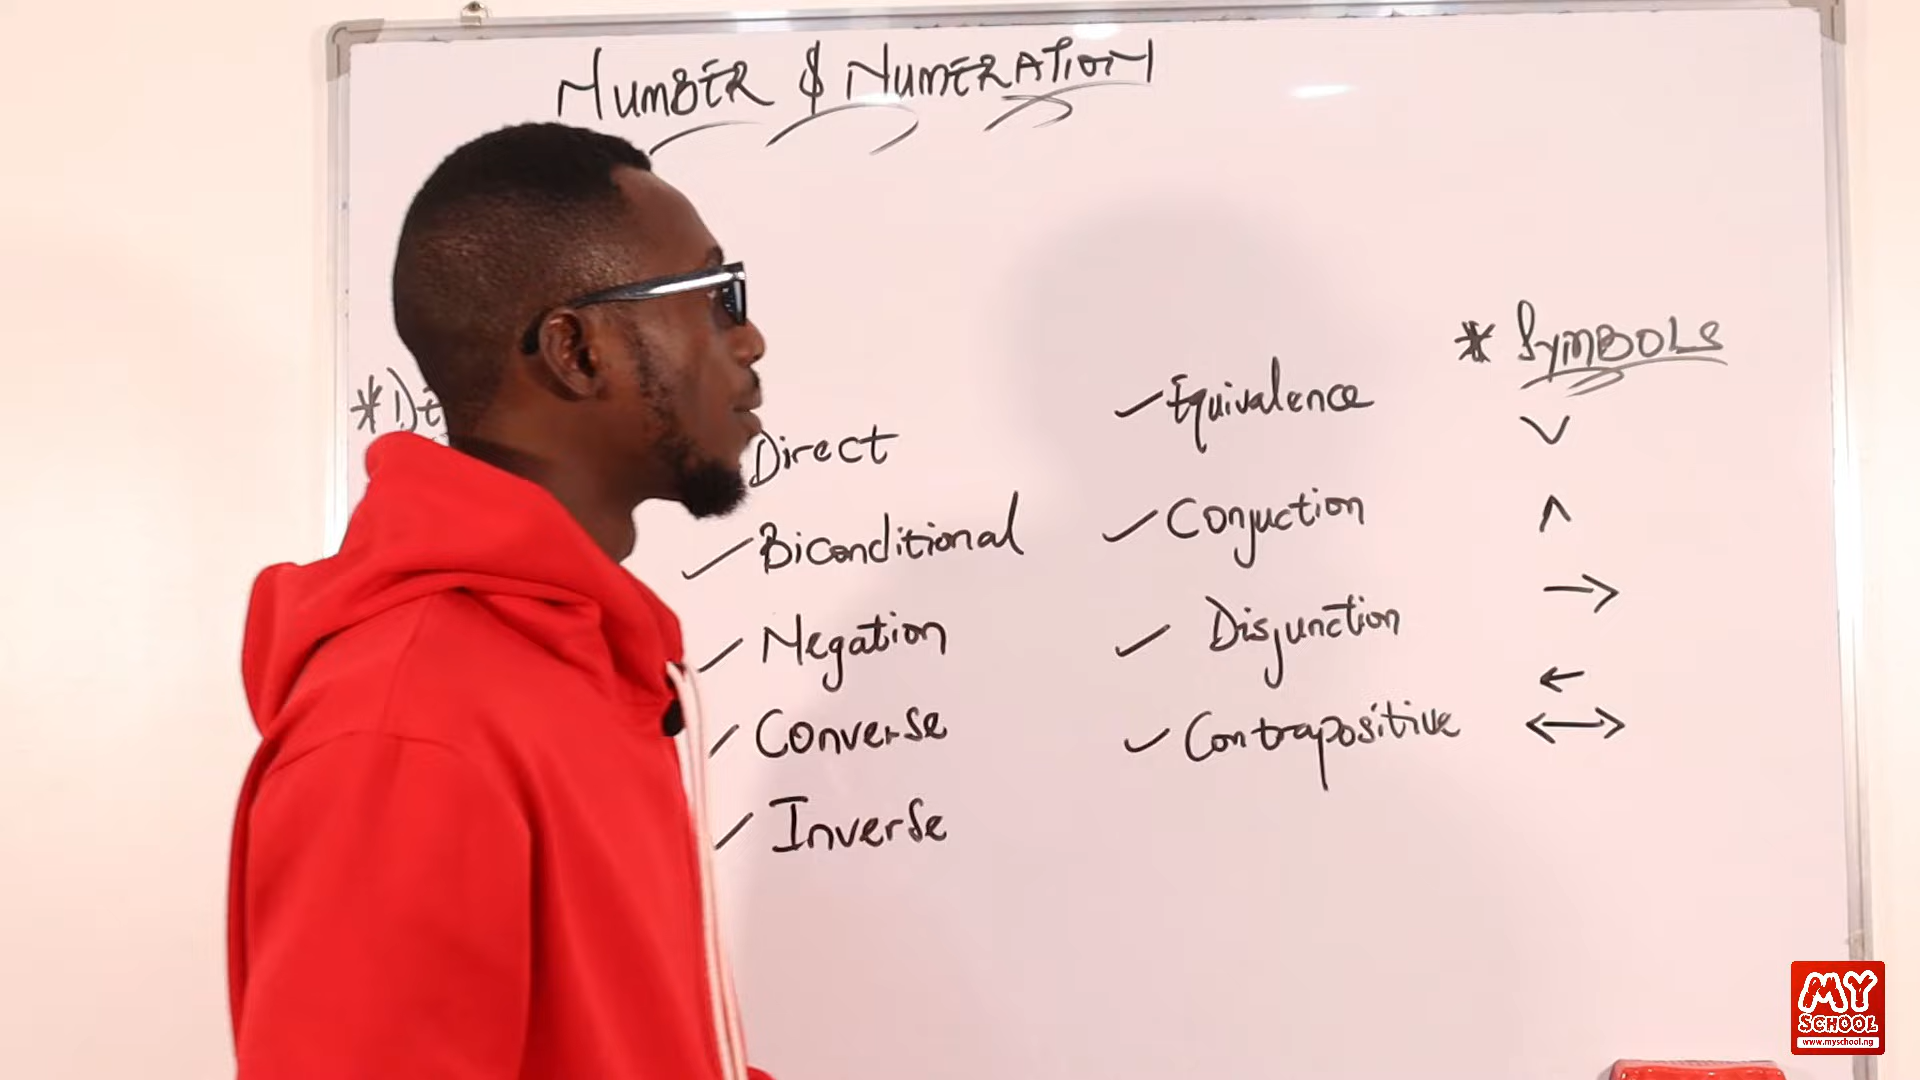 NUMBER & NUMERATION
* SYMBOLS
Direct
✓ Biconditional
✓ Negation
✓ Converse
✓ Inverse
✓ Equivalence
✓ Conjuction
✓ Disjunction
✓ Contrapositive
∨
∧
→
←
↔
MY
SCHOOL
www.myschool.ng